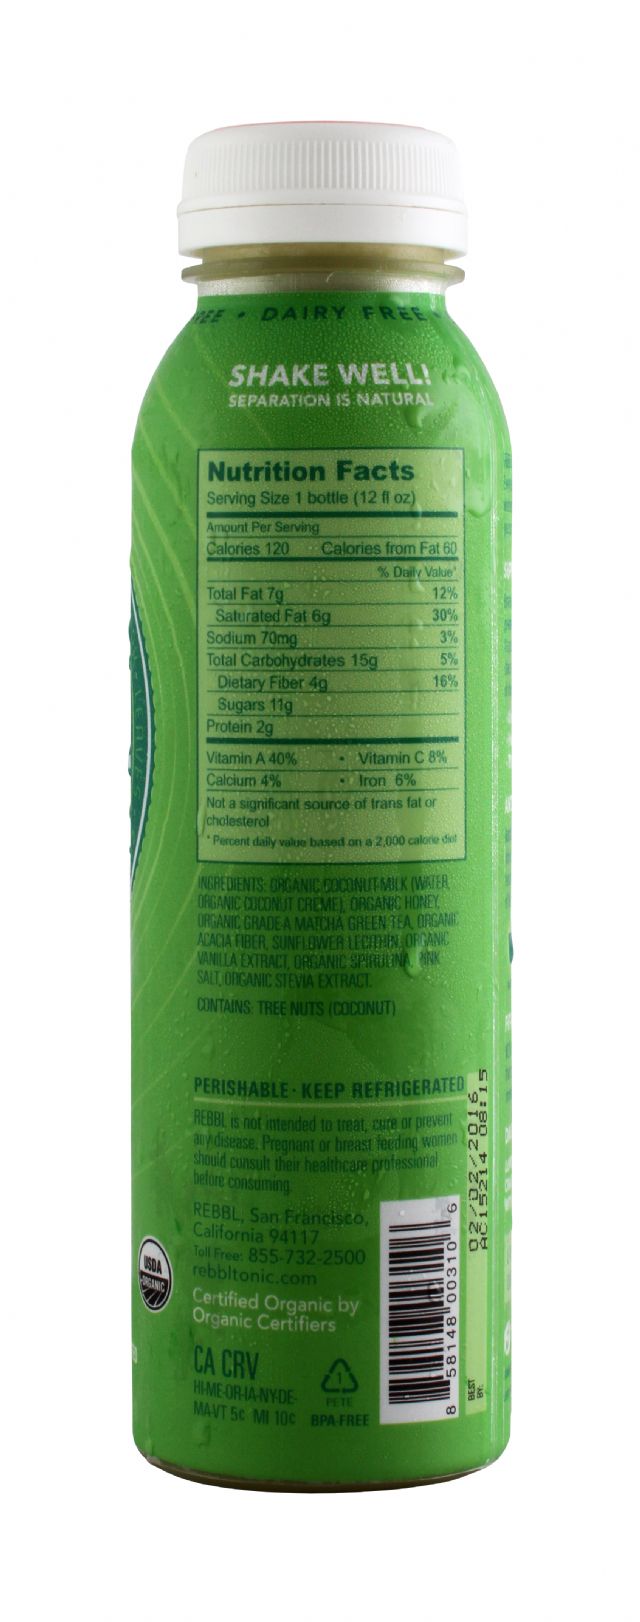 REE • DAIRY FREE •
SHAKE WELL!
SEPARATION IS NATURAL
Nutrition Facts
Serving Size 1 bottle (12 fl oz)
Amount Per Serving
Calories 120 Calories from Fat 60
% Daily Value*
Total Fat 7g 12%
Saturated Fat 6g 30%
Sodium 70mg 3%
Total Carbohydrates 15g 5%
Dietary Fiber 4g 16%
Sugars 11g
Protein 2g
Vitamin A 40% • Vitamin C 8%
Calcium 4% • Iron 6%
Not a significant source of trans fat or
cholesterol
* Percent daily value based on a 2,000 calorie diet
INGREDIENTS: ORGANIC COCONUT-MILK (WATER,
ORGANIC COCONUT CREME), ORGANIC HONEY,
ORGANIC GRADE-A MATCHA GREEN TEA, ORGANIC
ACACIA FIBER, SUNFLOWER LECITHIN, ORGANIC
VANILLA EXTRACT, ORGANIC SPIRULINA, PINK
SALT, ORGANIC STEVIA EXTRACT.
CONTAINS: TREE NUTS (COCONUT)
PERISHABLE · KEEP REFRIGERATED
REBBL is not intended to treat, cure or prevent
any disease. Pregnant or breast feeding women
should consult their healthcare professional
before consuming.
REBBL, San Francisco,
California 94117
Toll Free: 855-732-2500
rebbltonic.com
USDA
ORGANIC
Certified Organic by
Organic Certifiers
CA CRV
HI-ME-OR-IA-NY-DE-
MA-VT 5¢ MI 10¢
1
PETE
BPA-FREE
8 58148 00310 6
BEST
BY:
02/02/2016
AC15214 08:15